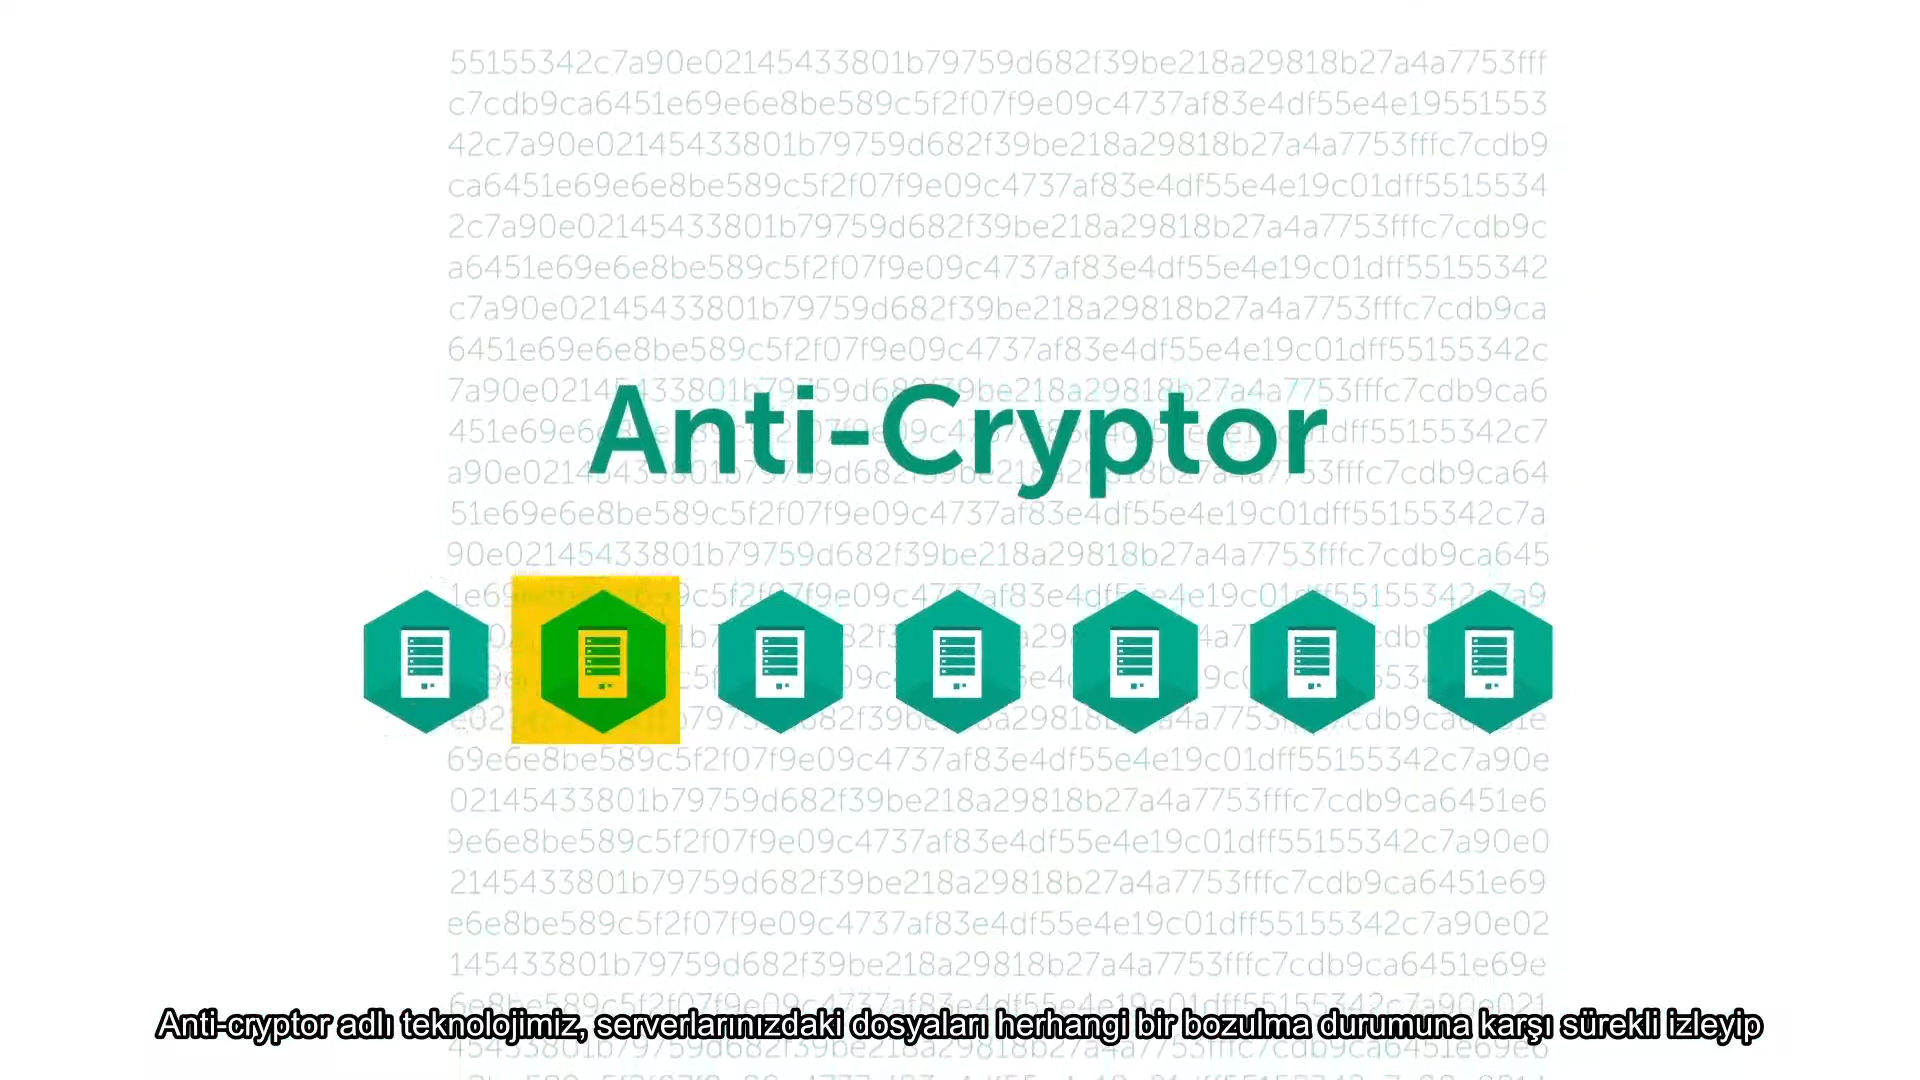 55155342c7a90e02145433801b79759d682f39be218a29818b27a4a7753fff
c7cdb9ca6451e69e6e8be589c5f2f07f9e09c4737af83e4df55e4e19551553
42c7a90e02145433801b79759d682f39be218a29818b27a4a7753fffc7cdb9
ca6451e69e6e8be589c5f2f07f9e09c4737af83e4df55e4e19c01dff5515534
2c7a90e02145433801b79759d682f39be218a29818b27a4a7753fffc7cdb9c
a6451e69e6e8be589c5f2f07f9e09c4737af83e4df55e4e19c01dff55155342
c7a90e02145433801b79759d682f39be218a29818b27a4a7753fffc7cdb9ca
6451e69e6e8be589c5f2f07f9e09c4737af83e4df55e4e19c01dff55155342c
Anti-Cryptor
51e69e6e8be589c5f2f07f9e09c4737af83e4df55e4e19c01dff55155342c7a
90e02145433801b79759d682f39be218a29818b27a4a7753fffc7cdb9ca645
69e6e8be589c5f2f07f9e09c4737af83e4df55e4e19c01dff55155342c7a90e
02145433801b79759d682f39be218a29818b27a4a7753fffc7cdb9ca6451e6
9e6e8be589c5f2f07f9e09c4737af83e4df55e4e19c01dff55155342c7a90e0
2145433801b79759d682f39be218a29818b27a4a7753fffc7cdb9ca6451e69
e6e8be589c5f2f07f9e09c4737af83e4df55e4e19c01dff55155342c7a90e02
145433801b79759d682f39be218a29818b27a4a7753fffc7cdb9ca6451e69e
Anti-cryptor adlı teknolojimiz, serverlarınızdaki dosyaları herhangi bir bozulma durumuna karşı sürekli izleyip